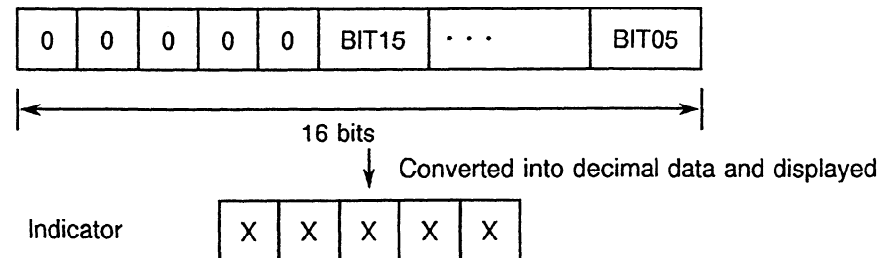 0 0 0 0 0 BIT15 · · · BIT05
16 bits
Converted into decimal data and displayed
Indicator X X X X X